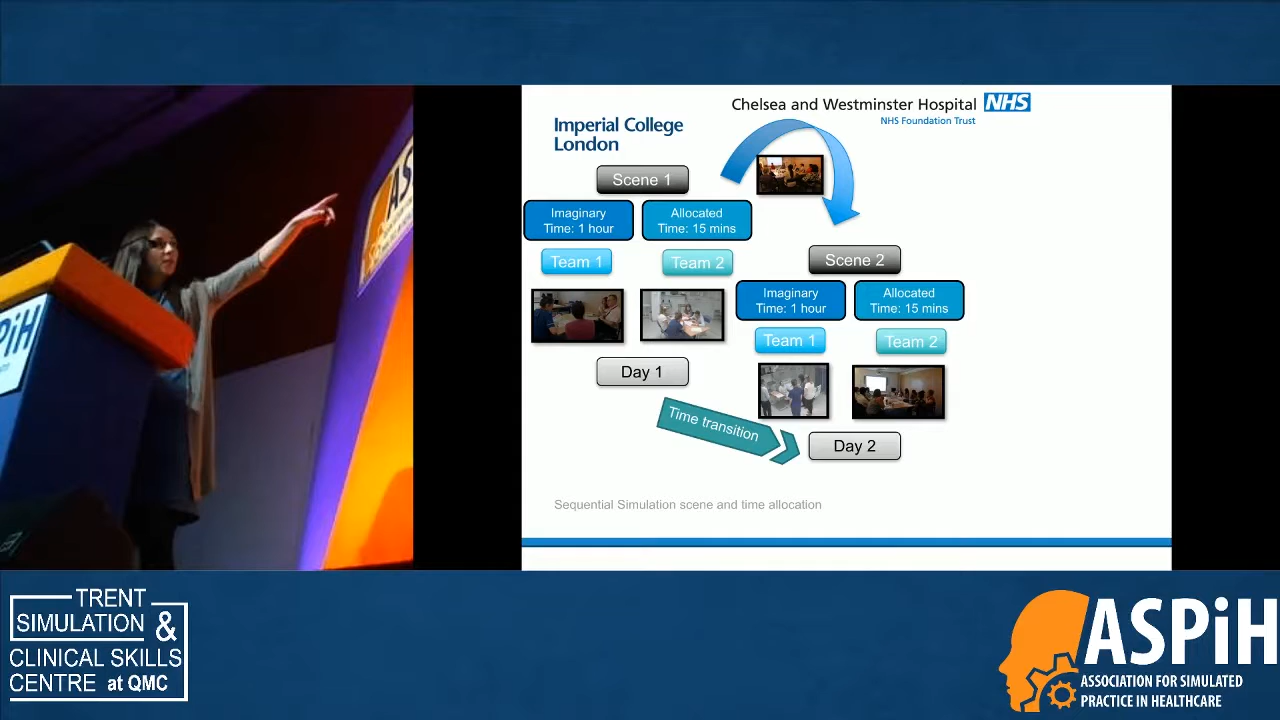 Chelsea and Westminster Hospital NHS
NHS Foundation Trust
Imperial College
London
Scene 1
Imaginary
Time: 1 hour
Allocated
Time: 15 mins
Team 1
Team 2
Day 1
Scene 2
Imaginary
Time: 1 hour
Allocated
Time: 15 mins
Team 1
Team 2
Time transition
Day 2
Sequential Simulation scene and time allocation
TRENT
SIMULATION &
CLINICAL SKILLS
CENTRE at QMC
ASPiH
ASSOCIATION FOR SIMULATED
PRACTICE IN HEALTHCARE